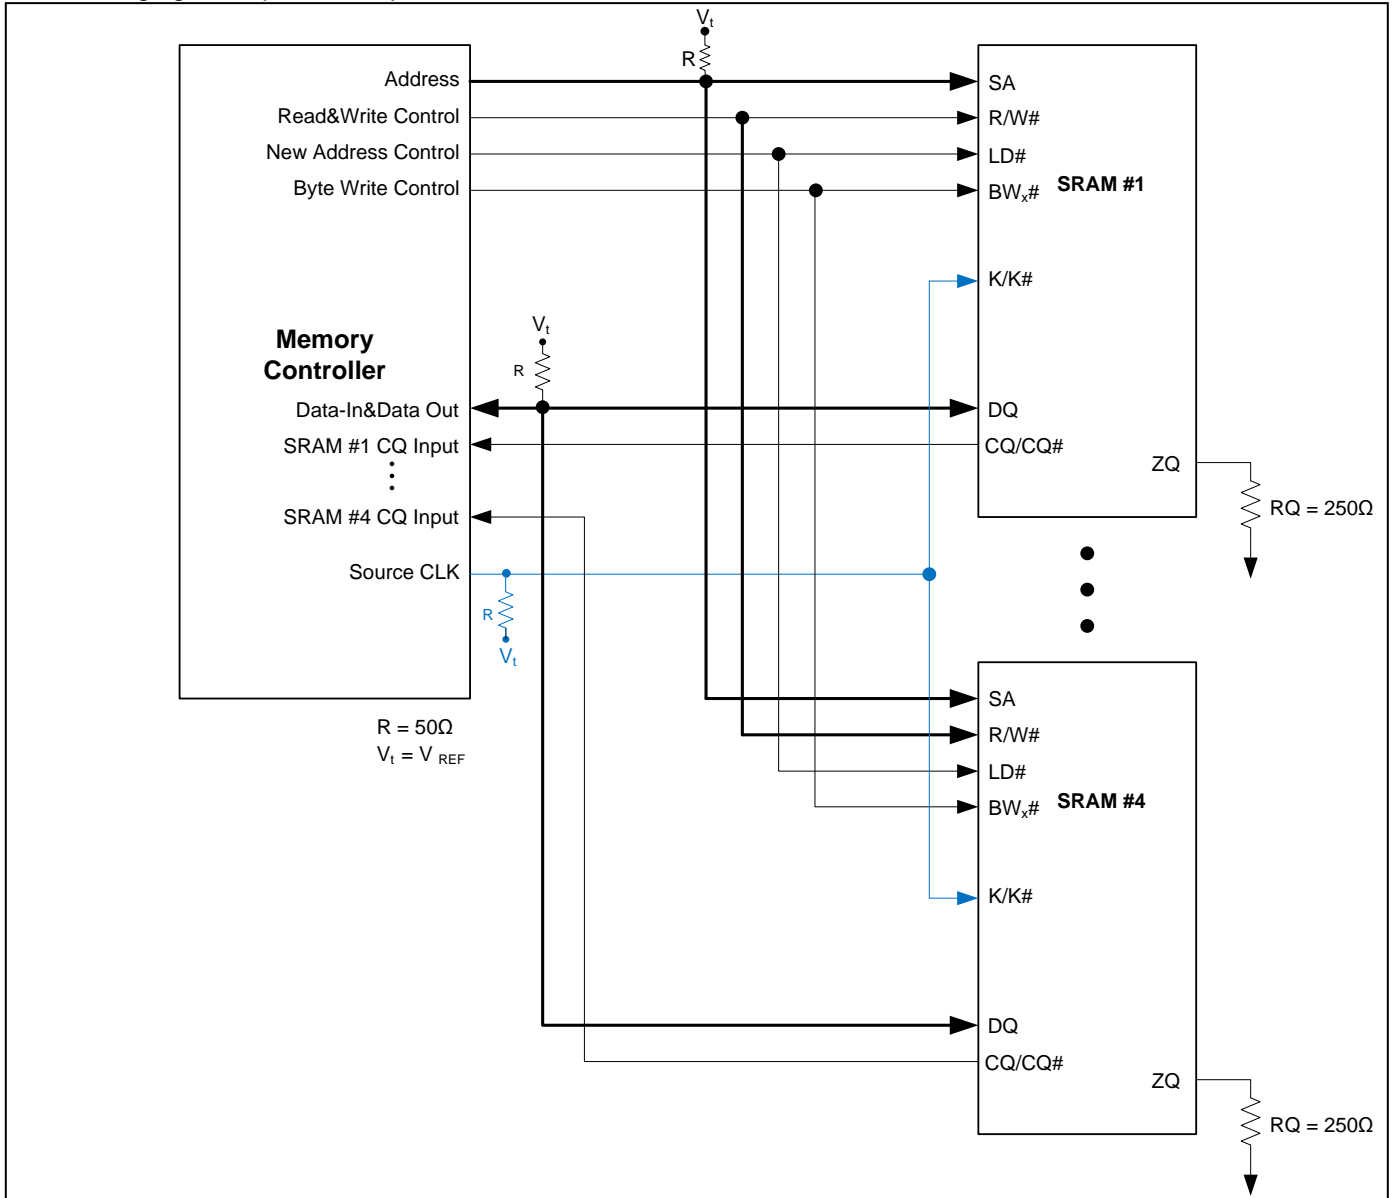 Vt
R
Address
Read&Write Control
New Address Control
Byte Write Control
SA
R/W#
LD#
BWx#
SRAM #1
K/K#
Memory
Controller
Vt
R
Data-In&Data Out
SRAM #1 CQ Input
SRAM #4 CQ Input
Source CLK
DQ
CQ/CQ#
ZQ
RQ = 250Ω
R
Vt
R = 50Ω
Vt = V REF
SA
R/W#
LD#
BWx#
SRAM #4
K/K#
DQ
CQ/CQ#
ZQ
RQ = 250Ω